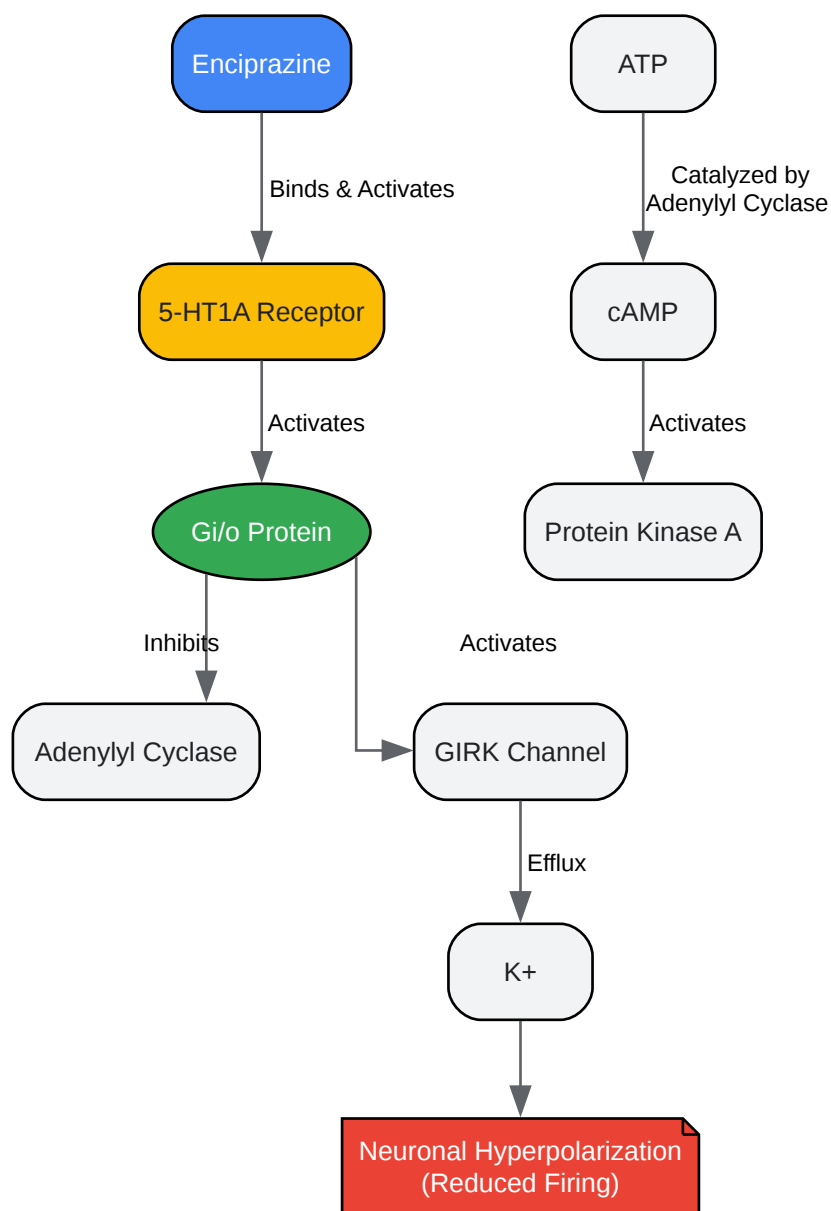 Enciprazine
ATP
Binds & Activates
Catalyzed by
Adenylyl Cyclase
5-HT1A Receptor
cAMP
Activates
Activates
Gi/o Protein
Protein Kinase A
Inhibits
Activates
Adenylyl Cyclase
GIRK Channel
Efflux
K+
Neuronal Hyperpolarization
(Reduced Firing)